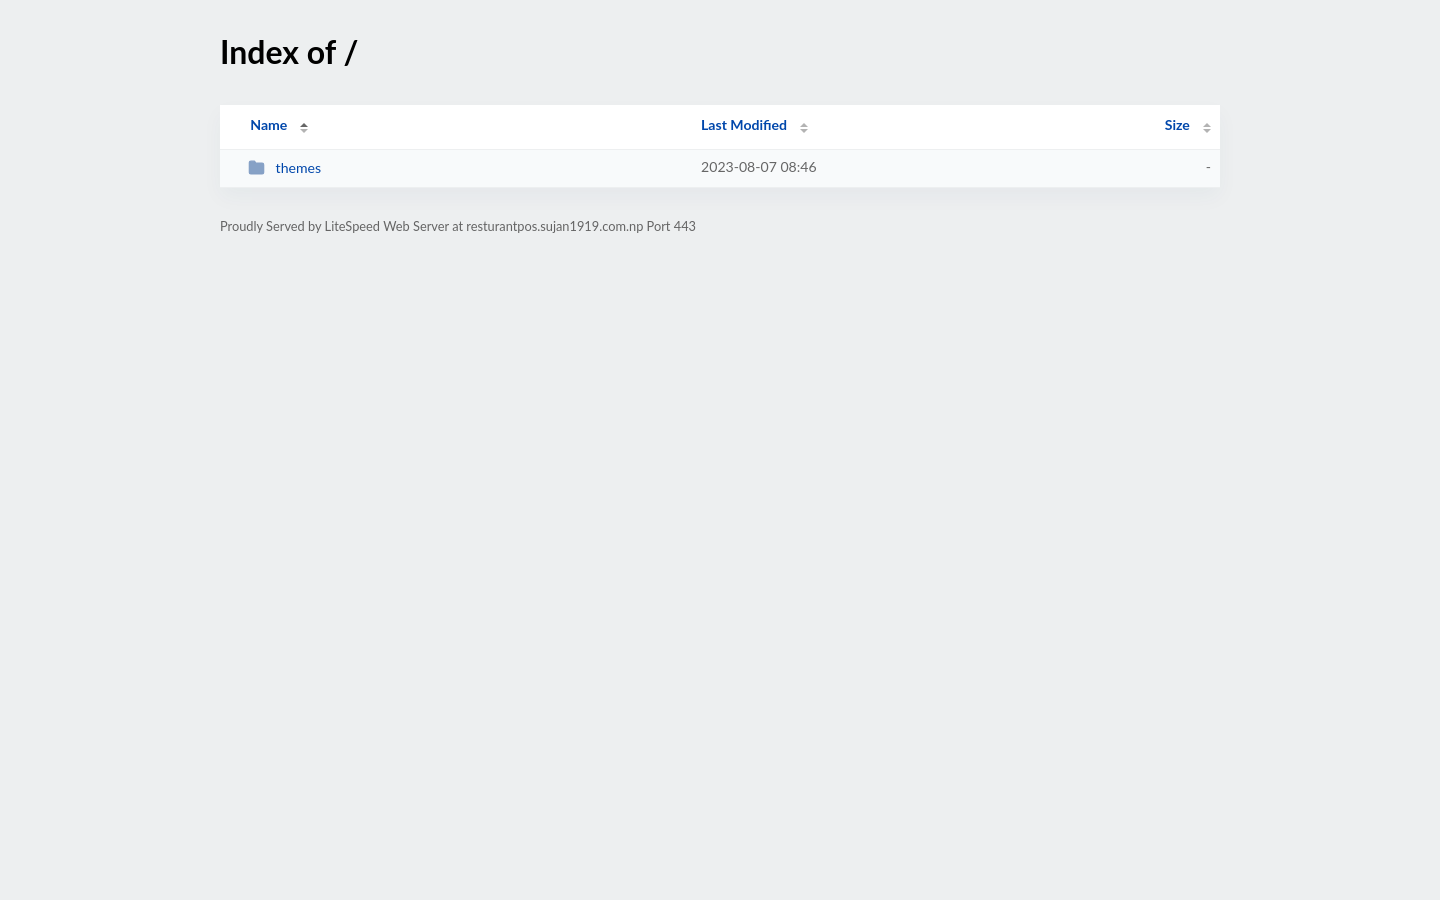 Index of /
Name Last Modified Size
themes 2023-08-07 08:46 -
Proudly Served by LiteSpeed Web Server at resturantpos.sujan1919.com.np Port 443